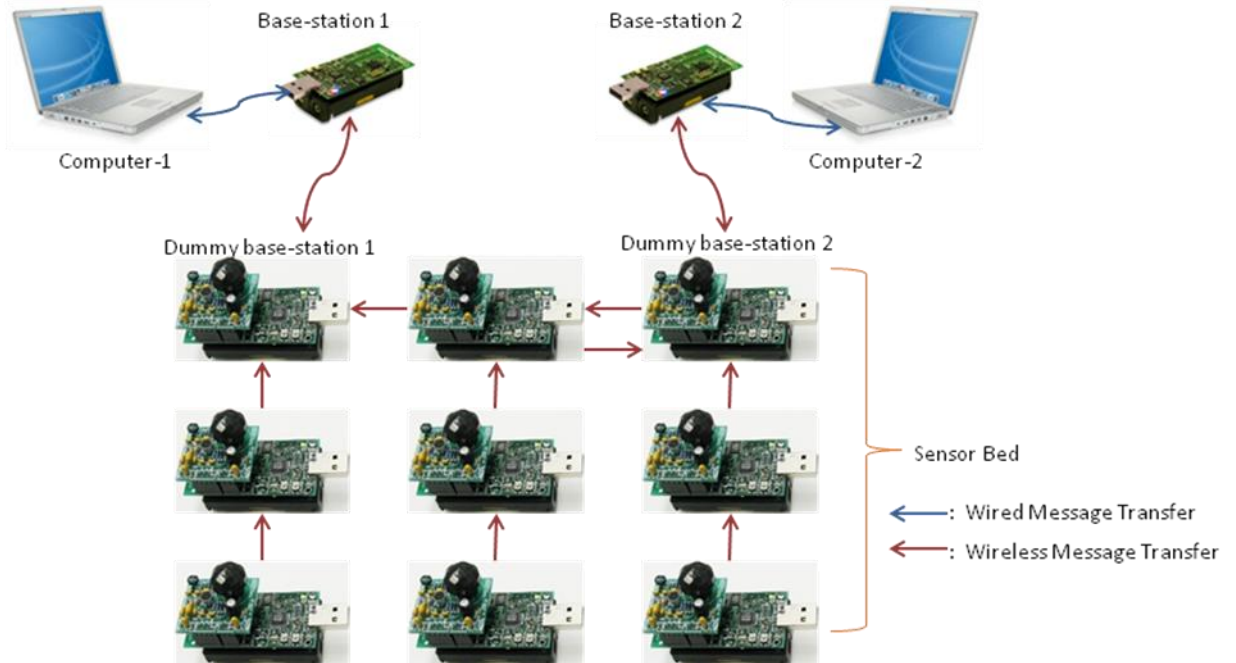 Base-station 1
Base-station 2
Computer-1
Computer-2
Dummy base-station 1
Dummy base-station 2
Sensor Bed
: Wired Message Transfer
: Wireless Message Transfer